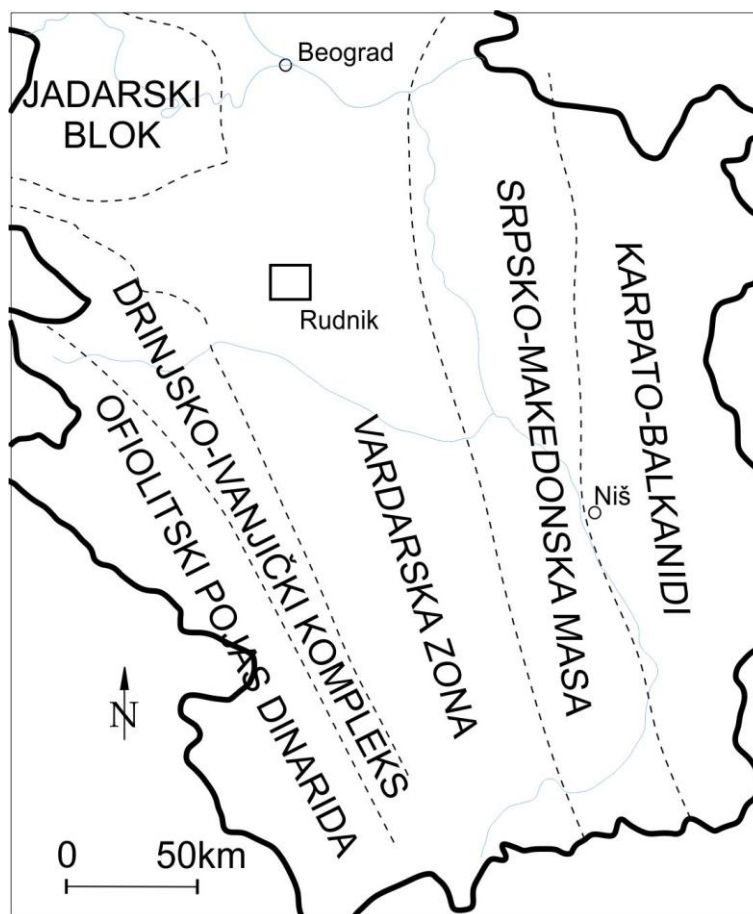 Beograd
JADARSKI
BLOK
Rudnik
DRINJSKO-IVANJIČKI KOMPLEKS
OFIOLITSKI POJAS DINARIDA
VARDARSKA ZONA
SRPSKO-MAKEDONSKA MASA
KARPATO-BALKANIDI
Niš
N
0 50km